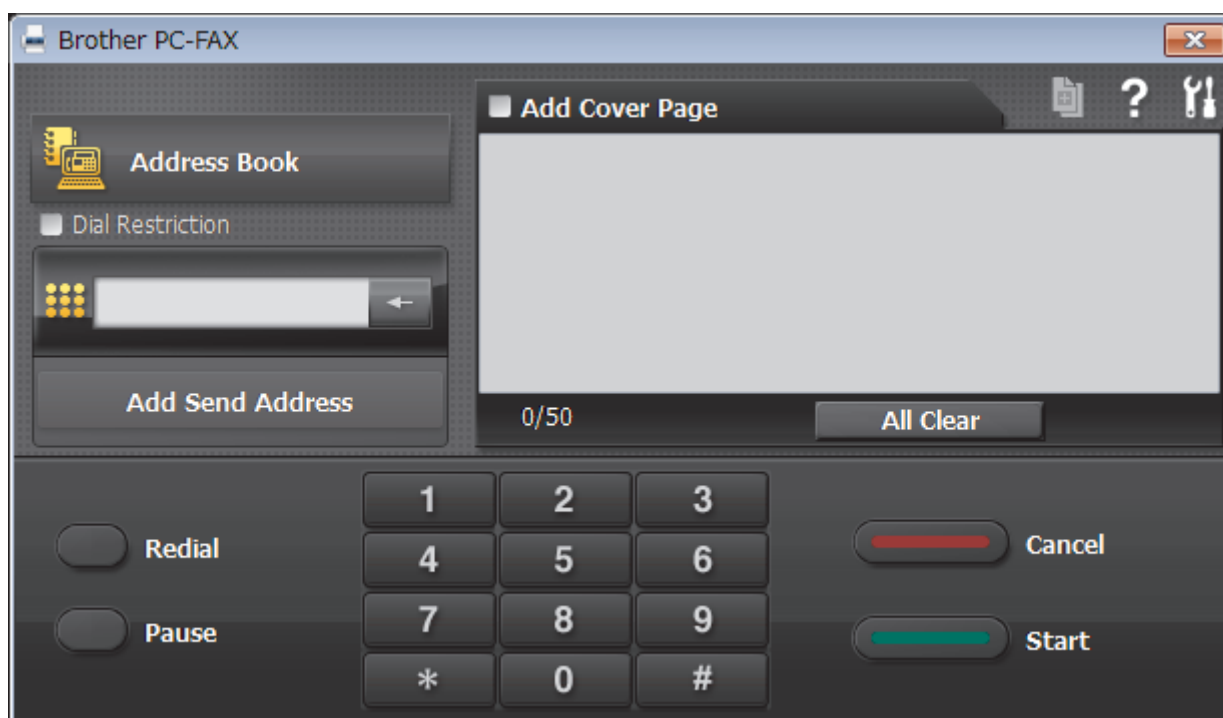 Brother PC-FAX
Add Cover Page
?
Address Book
Dial Restriction
Add Send Address
0/50
All Clear
1 2 3
Redial
4 5 6
Cancel
Pause
7 8 9
Start
* 0 #